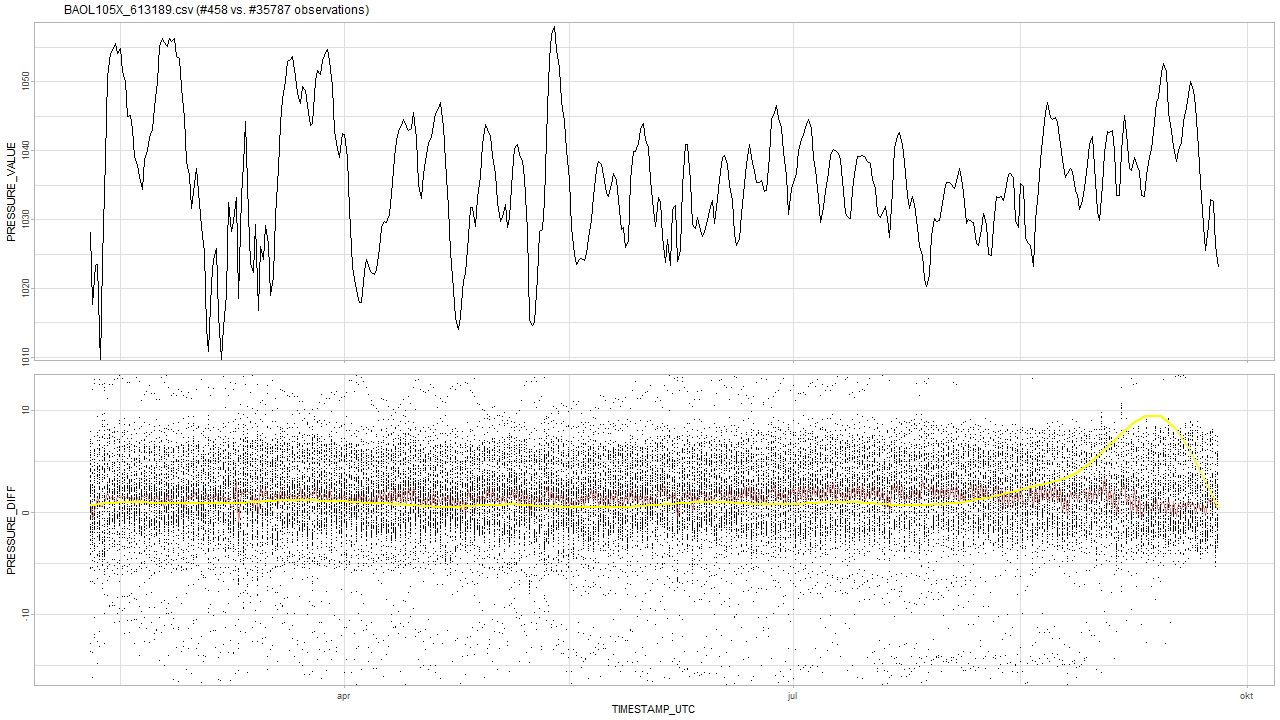 BAOL105X_613189.csv (#458 vs. #35787 observations)
PRESSURE_VALUE
1050
1040
1030
1020
1010
PRESSURE_DIFF
10
0
-10
apr
jul
okt
TIMESTAMP_UTC